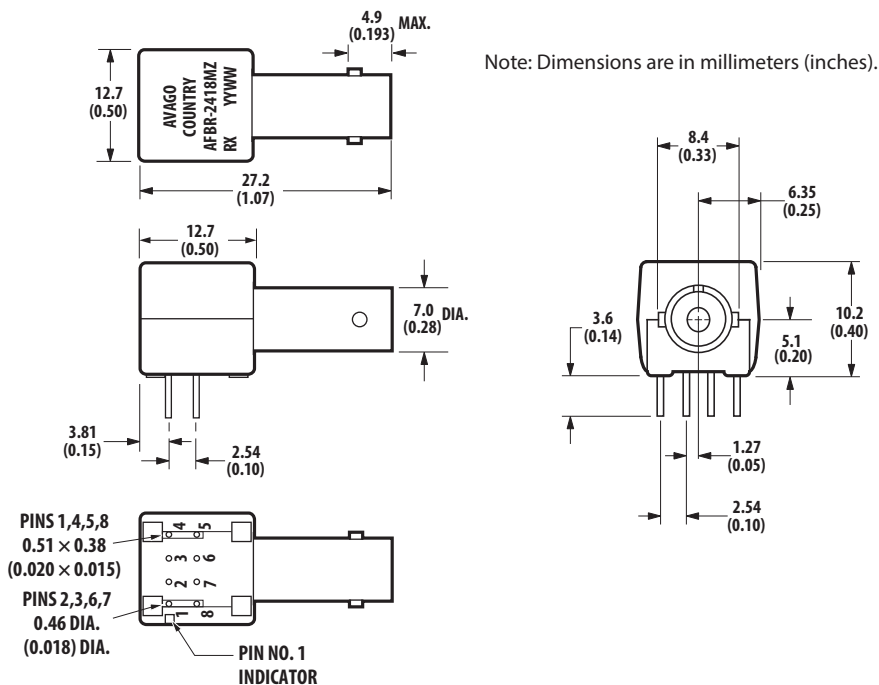 4.9
(0.193) MAX.
Note: Dimensions are in millimeters (inches).
12.7
(0.50)
AVAGO
COUNTRY
AFBR-2418MZ
RX YYWW
27.2
(1.07)
8.4
(0.33)
6.35
(0.25)
12.7
(0.50)
7.0
(0.28) DIA.
3.6
(0.14)
10.2
(0.40)
5.1
(0.20)
3.81
(0.15)
2.54
(0.10)
1.27
(0.05)
2.54
(0.10)
PINS 1,4,5,8
0.51 × 0.38
(0.020 × 0.015)
PINS 2,3,6,7
0.46 DIA.
(0.018) DIA.
4 5
3 6
2 7
1 8
PIN NO. 1
INDICATOR